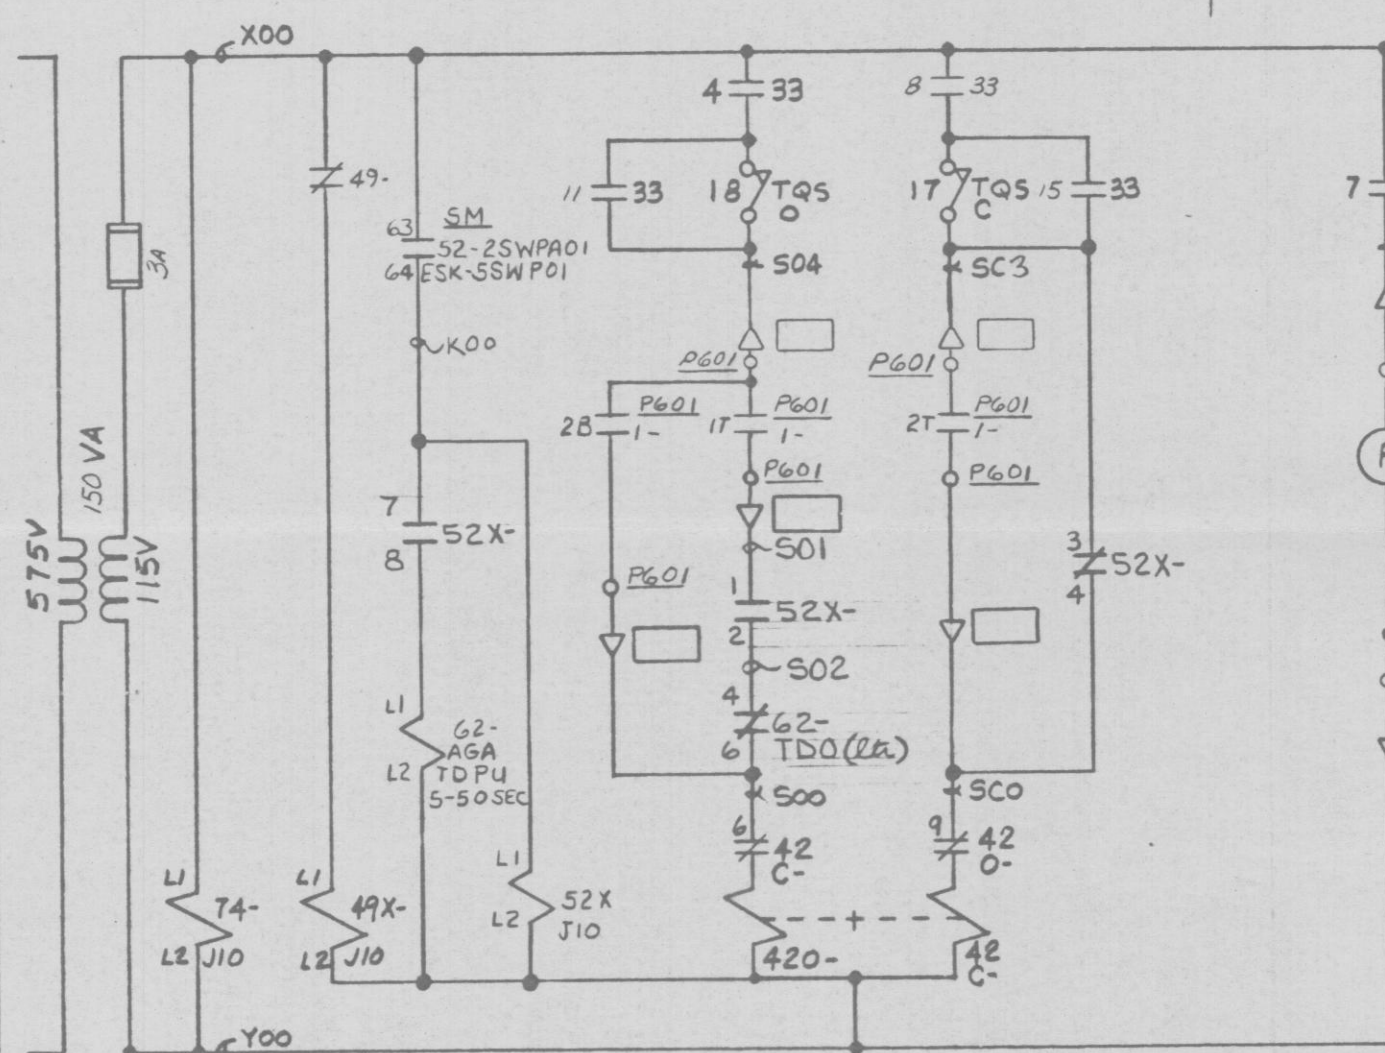 X00
4 33
8 33
49-
11 33
18 TQS
O
17 TQS
C
15 33
7
63
SM
52-2SWPA01
64 ESK-5SWP01
3A
S04
SC3
K00
P601
P601
2B P601
1-
1T P601
1-
2T P601
1-
P601
P601
150VA
575V
115V
7
52X-
8
S01
P601
1
52X-
2
3
52X-
4
S02
4
62-
6
TDO(ltr)
L1
62-
AGA
L2 TDPU
5-50SEC
S00
SC0
6
42
C-
9
42
O-
L1
74-
L2 J10
L1
49X-
L2 J10
L1
52X
L2
J10
420-
42
C-
Y00